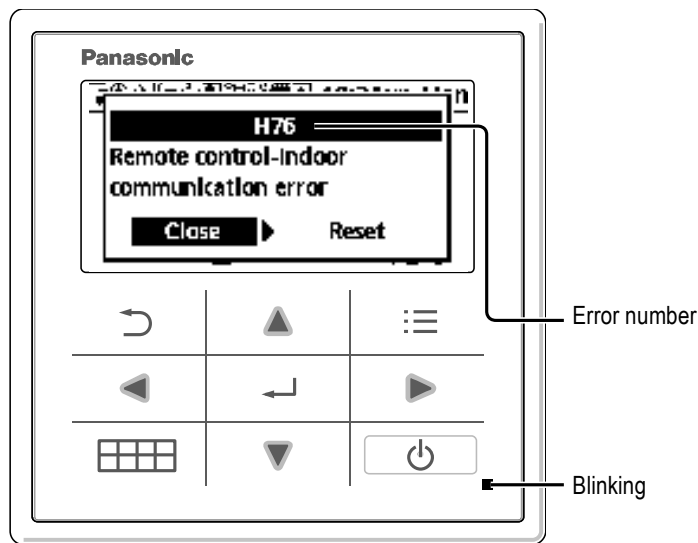 Panasonic
H76
Remote control-Indoor
communication error
Close
Reset
Error number
Blinking